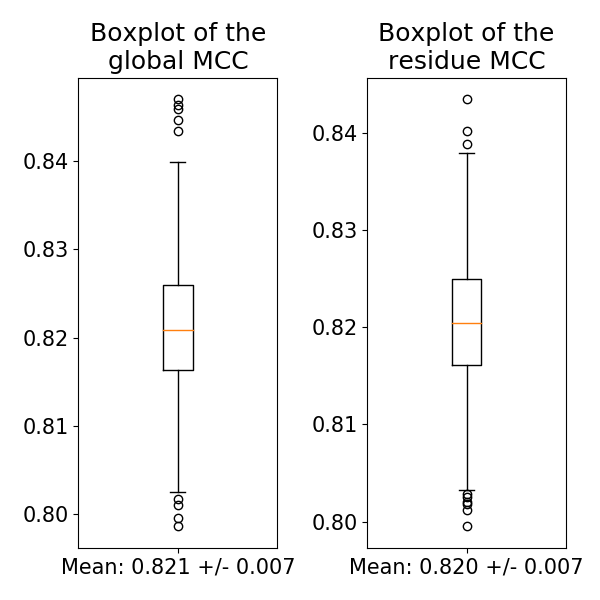 Boxplot of the
global MCC
0.84
0.83
0.82
0.81
0.80
Mean: 0.821 +/- 0.007
Boxplot of the
residue MCC
0.84
0.83
0.82
0.81
0.80
Mean: 0.820 +/- 0.007